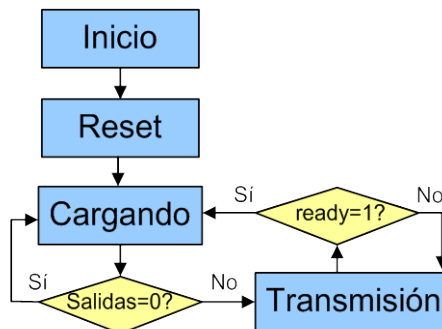 Inicio
Reset
Sí
No
Cargando
ready=1?
Sí
Salidas=0?
No
Transmisión